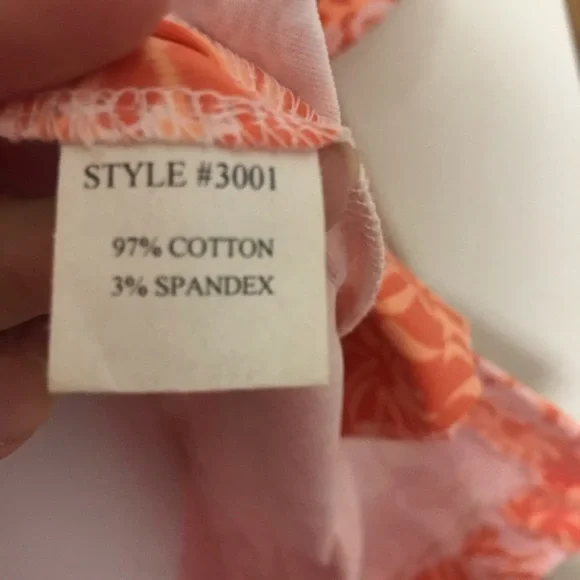 STYLE #3001
97% COTTON
3% SPANDEX